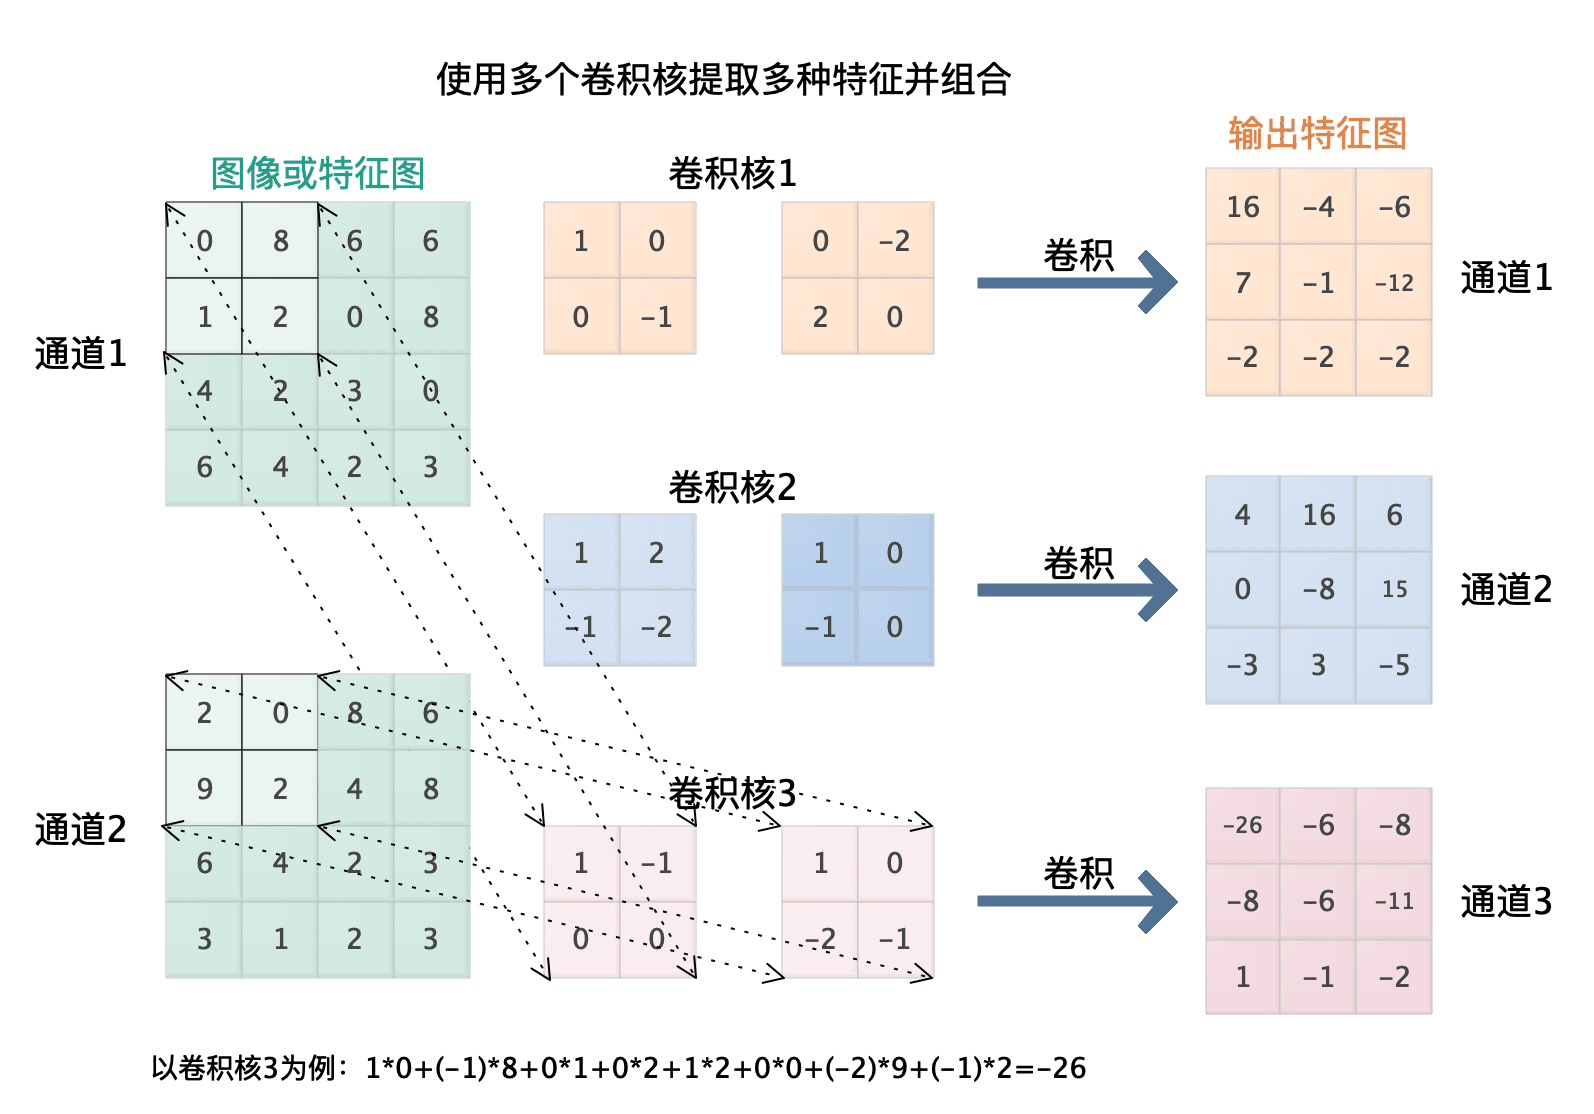 使用多个卷积核提取多种特征并组合
图像或特征图
卷积核1
输出特征图
0 8 6 6
1 2 0 8
4 2 3 0
6 4 2 3
通道1
1 0
0 -1
0 -2
2 0
卷积
16 -4 -6
7 -1 -12
-2 -2 -2
通道1
卷积核2
1 2
-1 -2
1 0
-1 0
卷积
4 16 6
0 -8 15
-3 3 -5
通道2
2 0 8 6
9 2 4 8
6 4 2 3
3 1 2 3
通道2
卷积核3
1 -1
0 0
1 0
-2 -1
卷积
-26 -6 -8
-8 -6 -11
1 -1 -2
通道3
以卷积核3为例：1*0+(-1)*8+0*1+0*2+1*2+0*0+(-2)*9+(-1)*2=-26